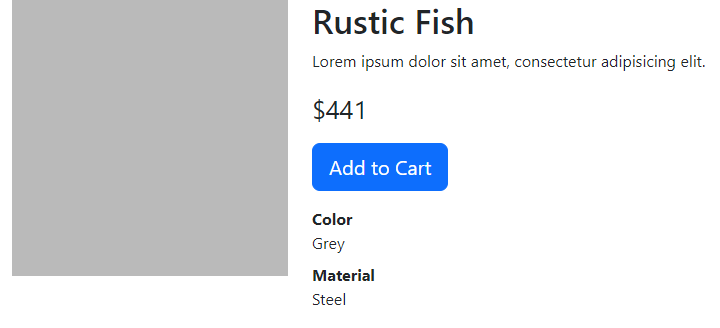 Rustic Fish
Lorem ipsum dolor sit amet, consectetur adipisicing elit.
$441
Add to Cart
Color
Grey
Material
Steel